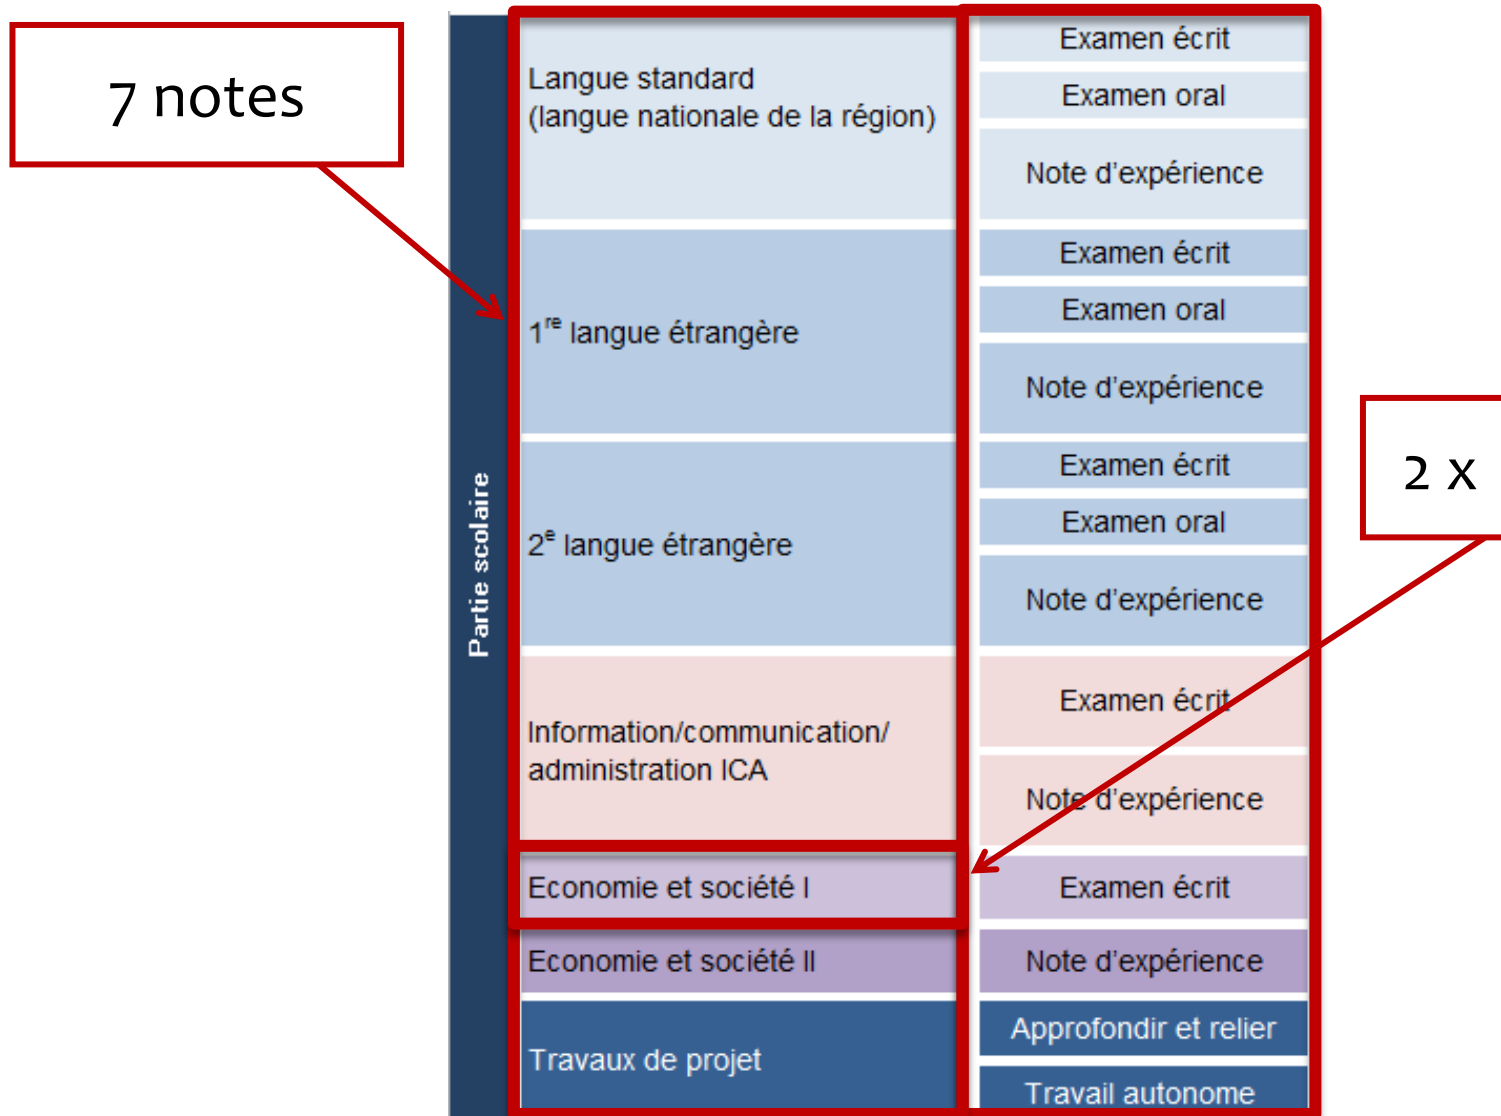 7 notes
Partie scolaire
Langue standard
(langue nationale de la région)
Examen écrit
Examen oral
Note d'expérience
1re langue étrangère
Examen écrit
Examen oral
Note d'expérience
2e langue étrangère
Examen écrit
Examen oral
Note d'expérience
2 x
Information/communication/
administration ICA
Examen écrit
Note d'expérience
Economie et société I
Examen écrit
Economie et société II
Note d'expérience
Travaux de projet
Approfondir et relier
Travail autonome